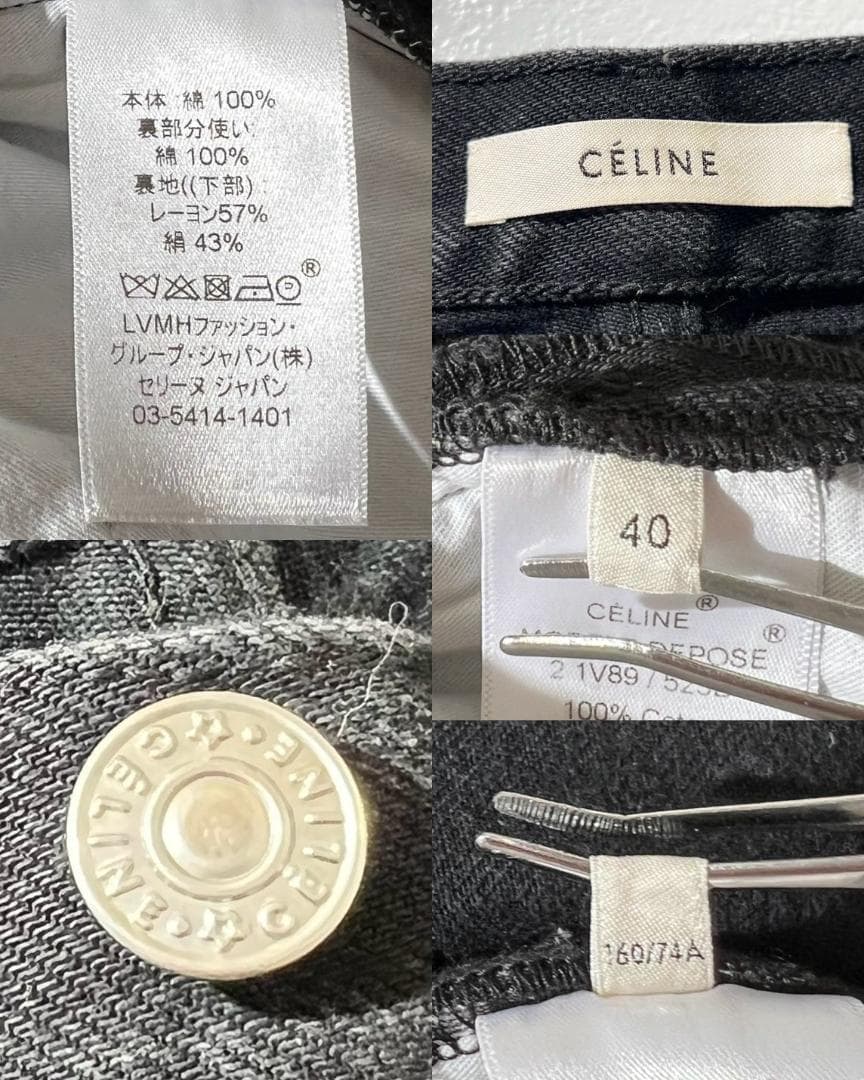 本体:綿 100%
裏部分使い:
綿 100%
裏地((下部) :
レーヨン57%
絹 43%
®
LVMHファッション・
グループ・ジャパン(株)
セリーヌ ジャパン
03-5414-1401
CÉLINE
40
CÉLINE®
DEPOSE ®
2 1V89 /
100%
CELINE
CELINE
160/74A